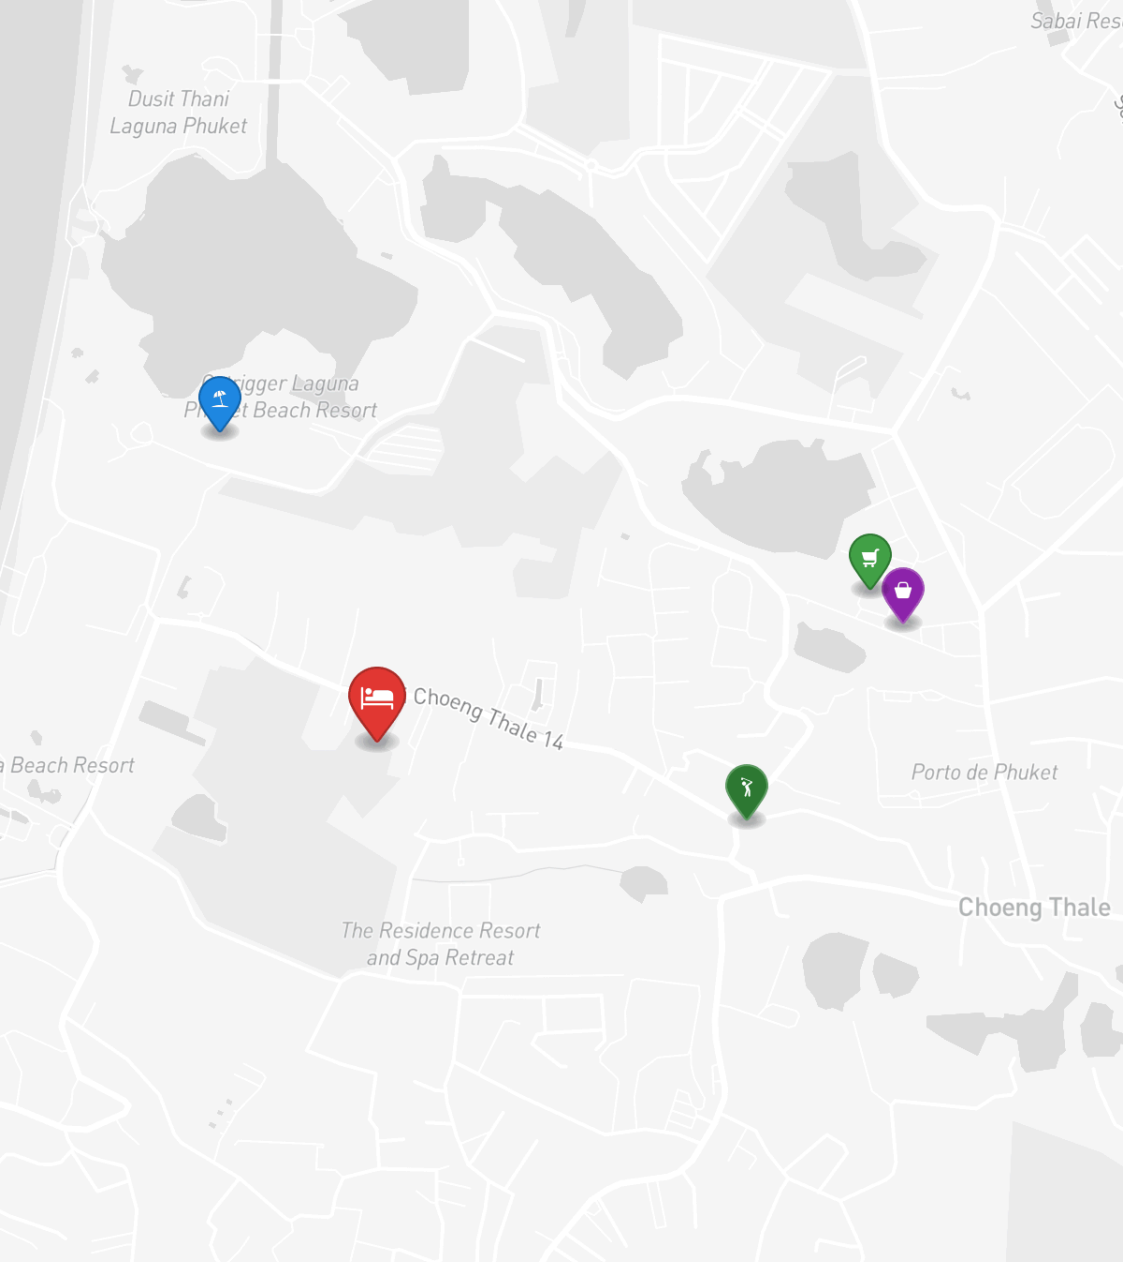 Sabai Res
Dusit Thani
Laguna Phuket
Laguna
Beach Resort
Choeng Thale 14
a Beach Resort
Porto de Phuket
Choeng Thale
The Residence Resort
and Spa Retreat